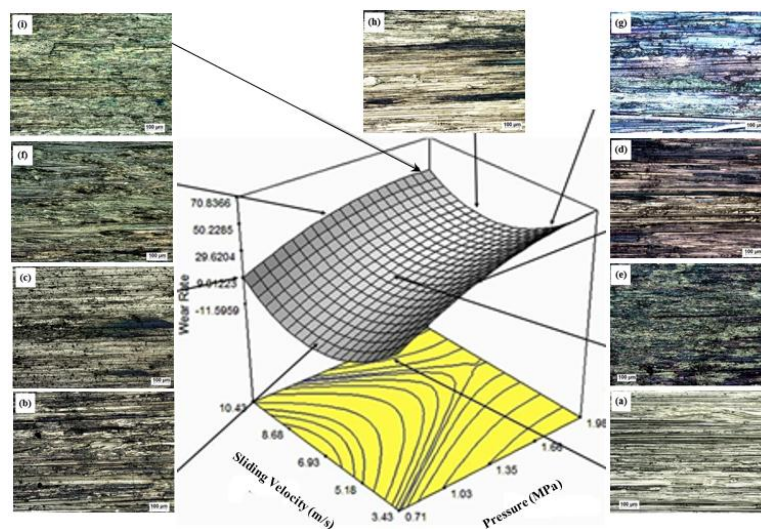 (i)
100 µm
(h)
100 µm
(g)
100 µm
(f)
100 µm
(d)
100 µm
(c)
100 µm
(e)
100 µm
(b)
100 µm
(a)
100 µm
70.8366
50.2285
29.6204
9.01223
-11.5959
Wear Rate
10.43
8.68
6.93
5.18
3.43
Sliding Velocity (m/s)
0.71
1.03
1.35
1.66
1.98
Pressure (MPa)